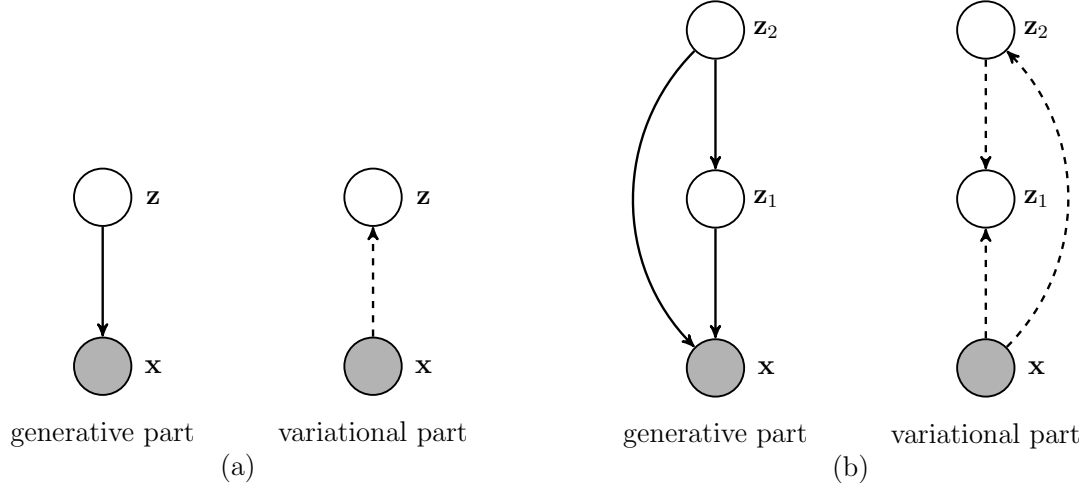 z₂
z₂
z
z
z₁
z₁
x
x
x
x
generative part
variational part
generative part
variational part
(a)
(b)